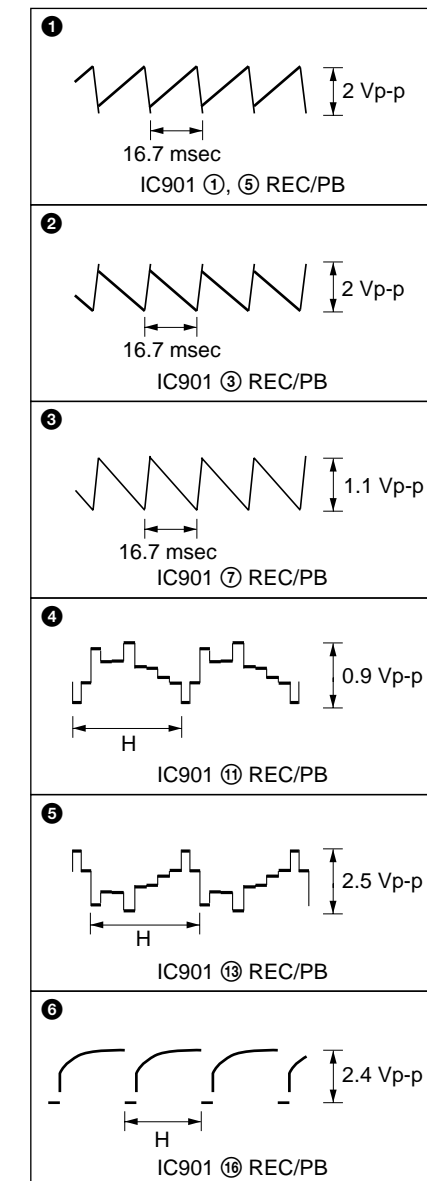 ❶
2 Vp-p
16.7 msec
IC901 ①, ⑤ REC/PB
❷
2 Vp-p
16.7 msec
IC901 ③ REC/PB
❸
1.1 Vp-p
16.7 msec
IC901 ⑦ REC/PB
❹
0.9 Vp-p
H
IC901 ⑪ REC/PB
❺
2.5 Vp-p
H
IC901 ⑬ REC/PB
❻
2.4 Vp-p
H
IC901 ⑯ REC/PB